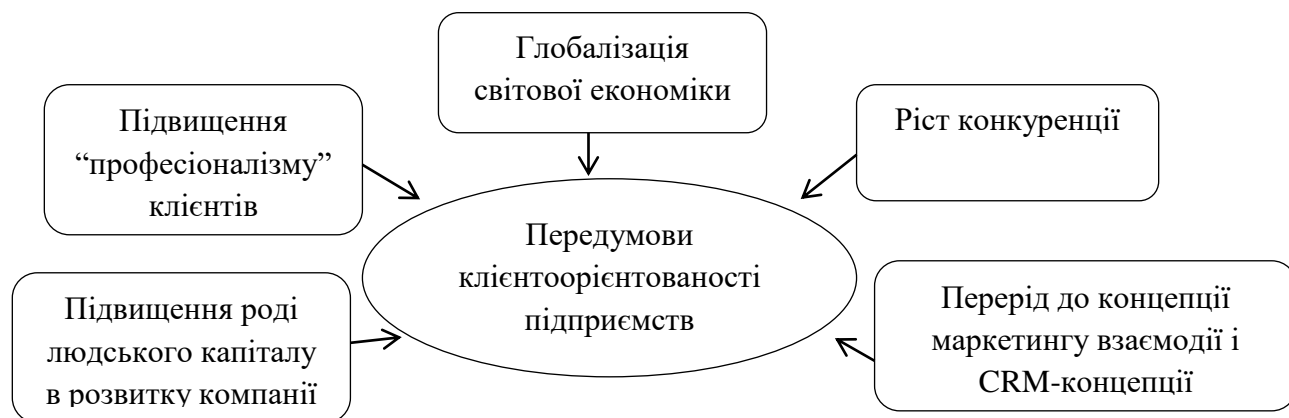 Глобалізація
світової економіки
Підвищення
“професіоналізму”
клієнтів
Ріст конкуренції
Передумови
клієнтоорієнтованості
підприємств
Підвищення роді
людського капіталу
в розвитку компанії
Перерід до концепції
маркетингу взаємодії і
CRM-концепції